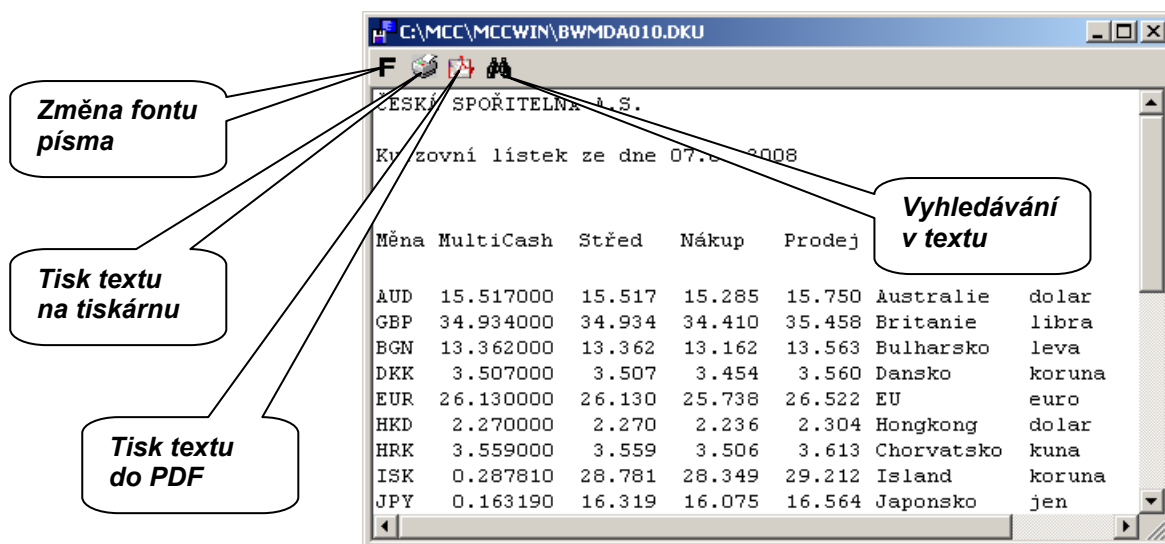 C:\MCC\MCCWIN\BWMDA010.DKU
F
Změna fontu
písma
ČESKÁ SPOŘITELNA A.S.
Kurzovní lístek ze dne 2008
Vyhledávání
v textu
Měna MultiCash Střed Nákup Prodej
Tisk textu
na tiskárnu
AUD 15.517000 15.517 15.285 15.750 Australie dolar
GBP 34.934000 34.934 34.410 35.458 Britanie libra
BGN 13.362000 13.362 13.162 13.563 Bulharsko leva
DKK 3.507000 3.507 3.454 3.560 Dansko koruna
EUR 26.130000 26.130 25.738 26.522 EU euro
HKD 2.270000 2.270 2.236 2.304 Hongkong dolar
HRK 3.559000 3.559 3.506 3.613 Chorvatsko kuna
ISK 0.287810 28.781 28.349 29.212 Island koruna
JPY 0.163190 16.319 16.075 16.564 Japonsko jen
Tisk textu
do PDF